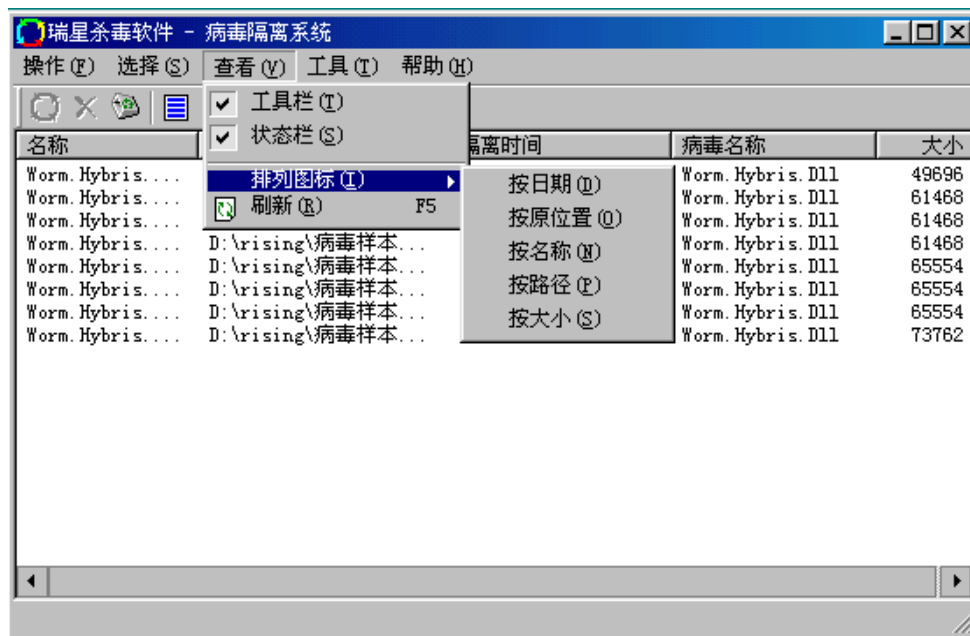 瑞星杀毒软件 - 病毒隔离系统
操作(F) 选择(S) 查看(V) 工具(T) 帮助(H)
工具栏(T)
状态栏(S)
排列图标(I)
刷新(R) F5
按日期(D)
按原位置(O)
按名称(N)
按路径(P)
按大小(S)
名称 隔离时间 病毒名称 大小
Worm.Hybris.... Worm.Hybris.Dll 49696
Worm.Hybris.... Worm.Hybris.Dll 61468
Worm.Hybris.... Worm.Hybris.Dll 61468
Worm.Hybris.... D:\rising\病毒样本... Worm.Hybris.Dll 61468
Worm.Hybris.... D:\rising\病毒样本... Worm.Hybris.Dll 65554
Worm.Hybris.... D:\rising\病毒样本... Worm.Hybris.Dll 65554
Worm.Hybris.... D:\rising\病毒样本... Worm.Hybris.Dll 65554
Worm.Hybris.... D:\rising\病毒样本... Worm.Hybris.Dll 73762